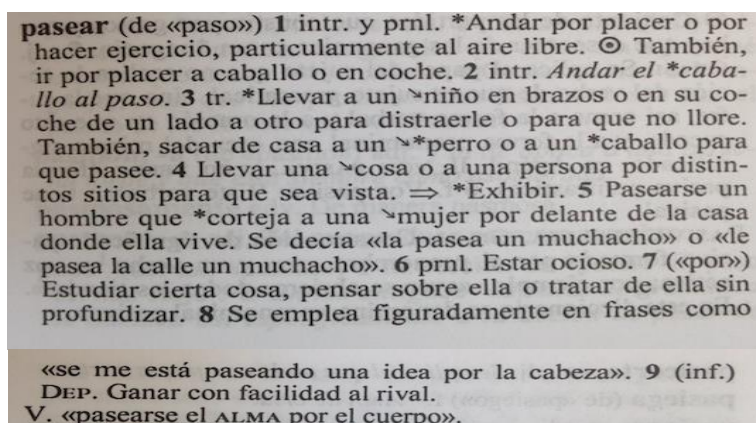 pasear (de «paso») 1 intr. y prnl. *Andar por placer o por
hacer ejercicio, particularmente al aire libre. ⊙ También,
ir por placer a caballo o en coche. 2 intr. Andar el *caba-
llo al paso. 3 tr. *Llevar a un ↘niño en brazos o en su co-
che de un lado a otro para distraerle o para que no llore.
También, sacar de casa a un ↘*perro o a un *caballo para
que pasee. 4 Llevar una ↘cosa o a una persona por distin-
tos sitios para que sea vista. ⇒ *Exhibir. 5 Pasearse un
hombre que *corteja a una ↘mujer por delante de la casa
donde ella vive. Se decía «la pasea un muchacho» o «le
pasea la calle un muchacho». 6 prnl. Estar ocioso. 7 («por»)
Estudiar cierta cosa, pensar sobre ella o tratar de ella sin
profundizar. 8 Se emplea figuradamente en frases como
«se me está paseando una idea por la cabeza». 9 (inf.)
DEP. Ganar con facilidad al rival.
V. «pasearse el ALMA por el cuerpo».